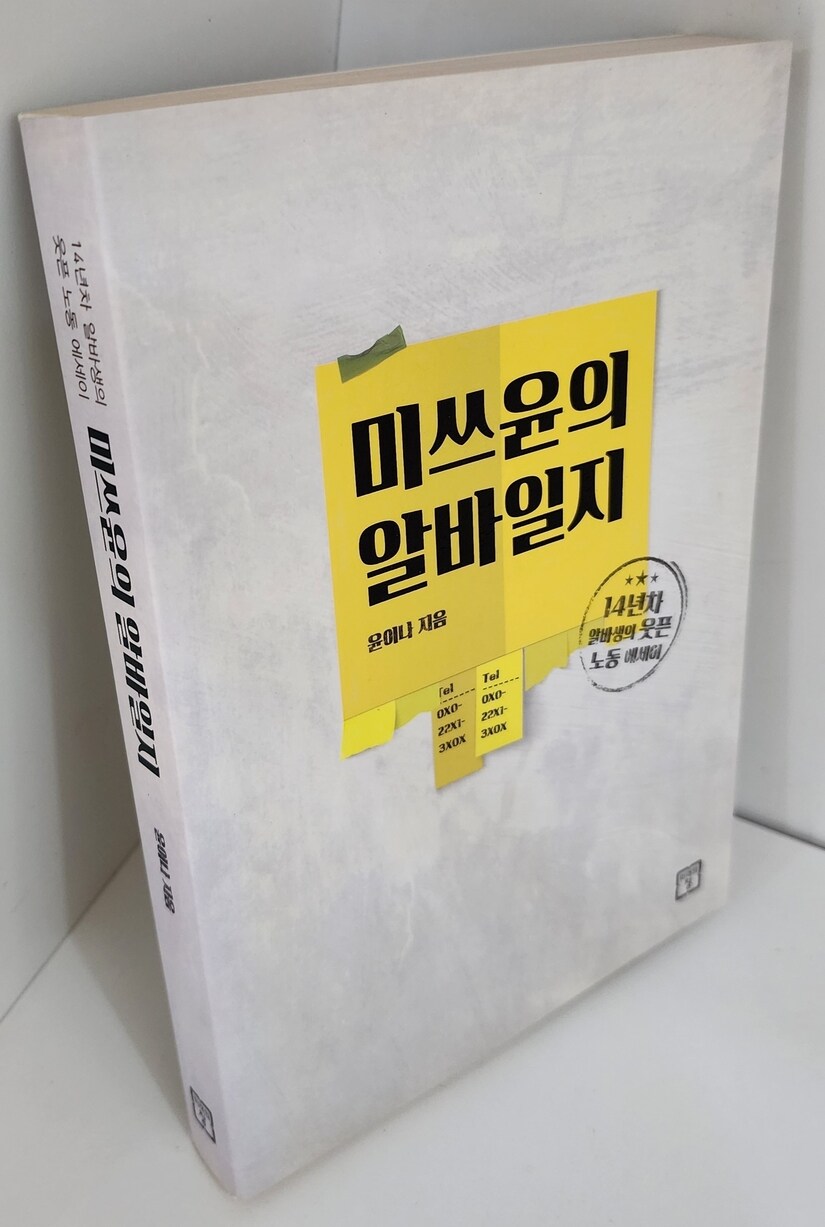 미쓰윤의
알바일지
윤이나 지음
Tel
0X0-
22X1-
3X0X
Tel
0X0-
22X1-
3X0X
14년차
알바생의 웃픈
노동 에세이
14년차 알바생의
웃픈 노동 에세이
미쓰윤의 알바일지
윤이나 지음